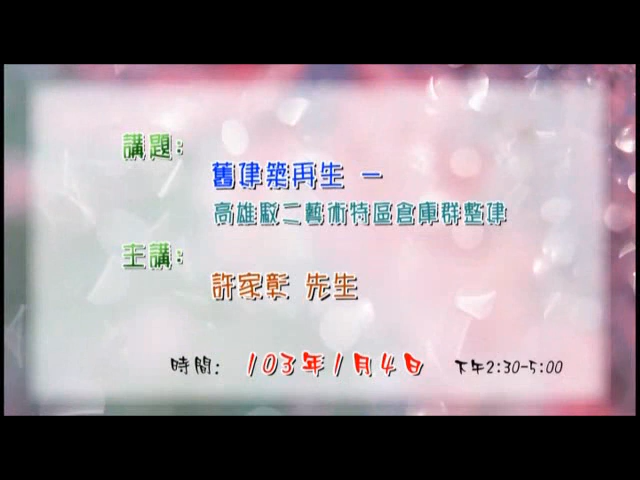 講題:
舊建築再生 —
高雄駁二藝術特區倉庫群整建
主講:
許家彰 先生
時間: 103年1月4日 下午2:30-5:00